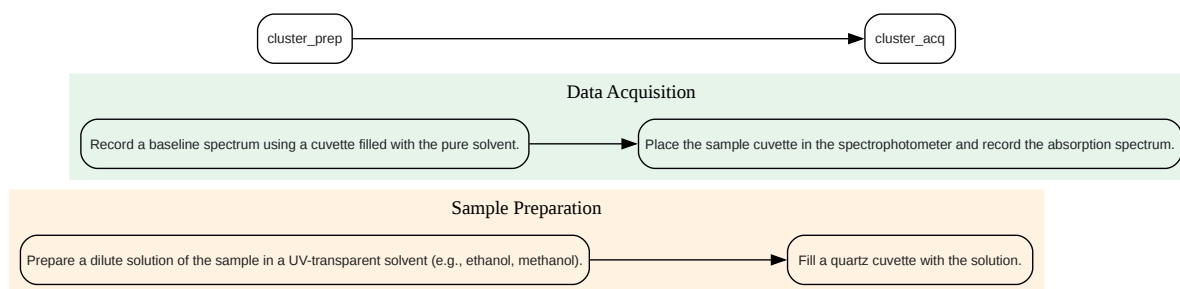 cluster_prep
cluster_acq
Data Acquisition
Record a baseline spectrum using a cuvette filled with the pure solvent.
Place the sample cuvette in the spectrophotometer and record the absorption spectrum.
Sample Preparation
Prepare a dilute solution of the sample in a UV-transparent solvent (e.g., ethanol, methanol).
Fill a quartz cuvette with the solution.